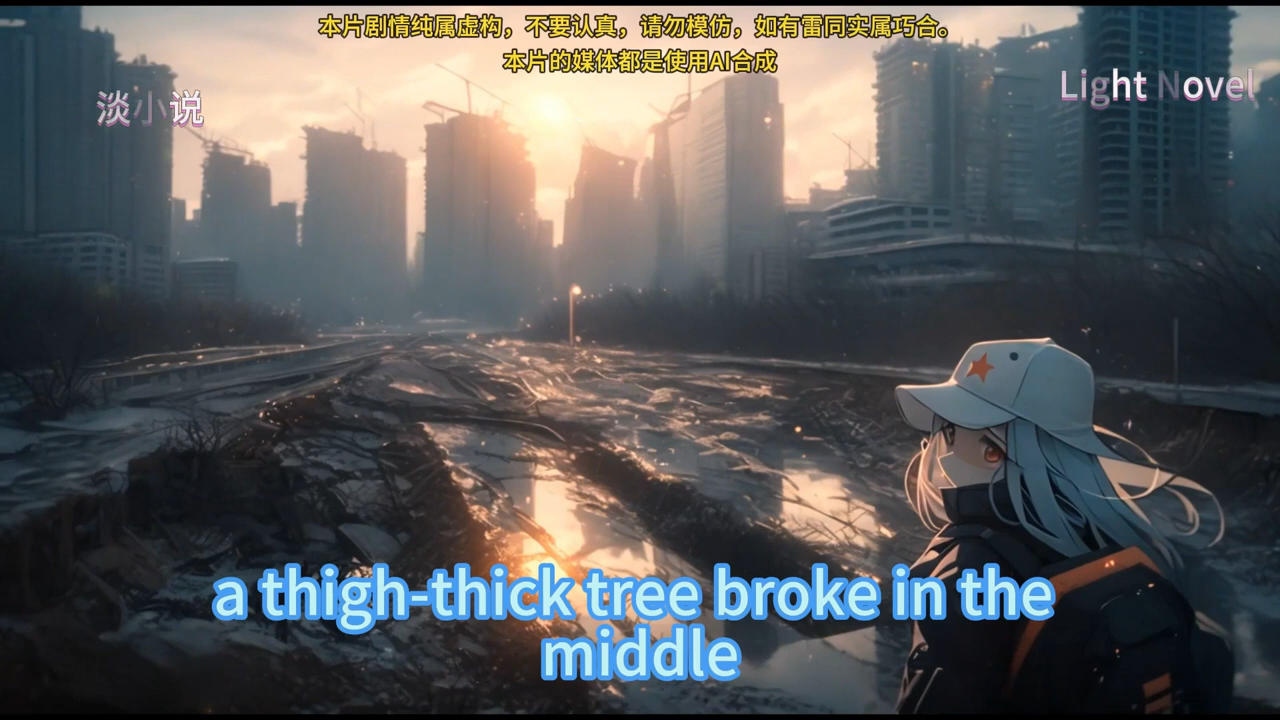 本片剧情纯属虚构，不要认真，请勿模仿，如有雷同实属巧合。
本片的媒体都是使用AI合成
淡小说
Light Novel
a thigh-thick tree broke in the
middle